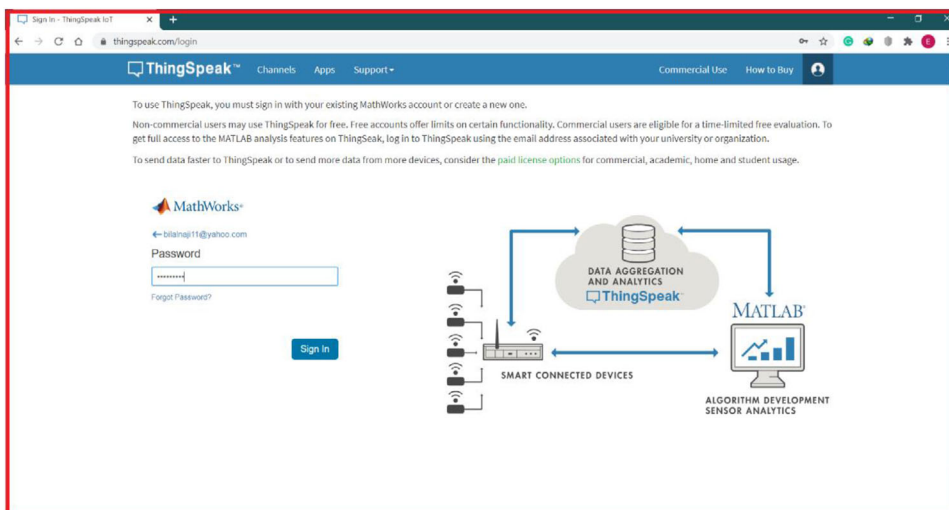 Sign In - ThingSpeak IoT
thingspeak.com/login
E
ThingSpeak™ Channels Apps Support Commercial Use How to Buy
To use ThingSpeak, you must sign in with your existing MathWorks account or create a new one.
Non-commercial users may use ThingSpeak for free. Free accounts offer limits on certain functionality. Commercial users are eligible for a time-limited free evaluation. To
get full access to the MATLAB analysis features on ThingSeak, log in to ThingSpeak using the email address associated with your university or organization.
To send data faster to ThingSpeak or to send more data from more devices, consider the paid license options for commercial, academic, home and student usage.
MathWorks®
bilalnaji11@yahoo.com
Password
Forgot Password?
Sign In
DATA AGGREGATION
AND ANALYTICS
ThingSpeak™
MATLAB®
SMART CONNECTED DEVICES
ALGORITHM DEVELOPMENT
SENSOR ANALYTICS